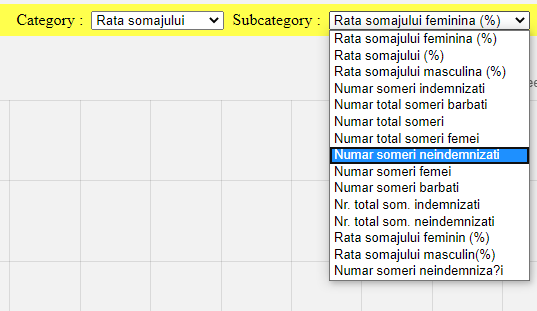 Category : Rata somajului Subcategory : Rata somajului feminina (%)
Rata somajului feminina (%)
Rata somajului (%)
Rata somajului masculina (%)
Numar someri indemnizati
Numar total someri barbati
Numar total someri
Numar total someri femei
Numar someri neindemnizati
Numar someri femei
Numar someri barbati
Nr. total som. indemnizati
Nr. total som. neindemnizati
Rata somajului feminin (%)
Rata somajului masculin(%)
Numar someri neindemniza?i